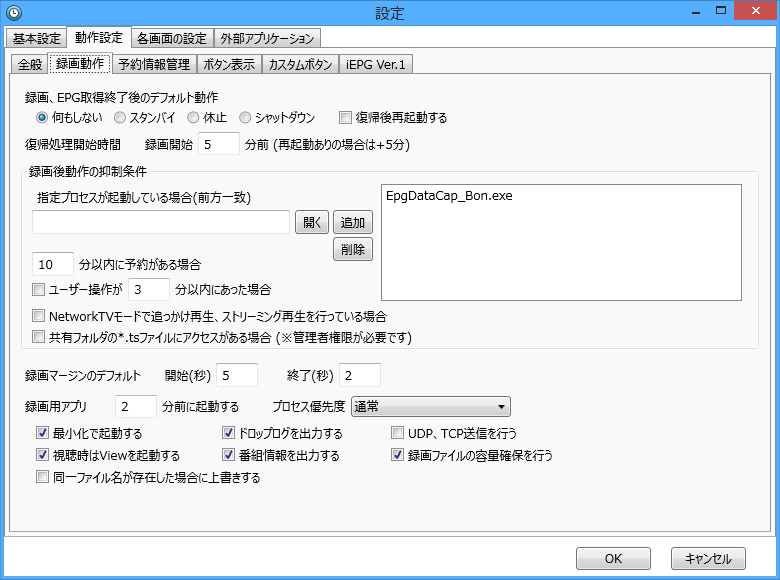 設定
基本設定 動作設定 各画面の設定 外部アプリケーション
全般 録画動作 予約情報管理 ボタン表示 カスタムボタン iEPG Ver.1
録画、EPG取得終了後のデフォルト動作
何もしない スタンバイ 休止 シャットダウン 復帰後再起動する
復帰処理開始時間 録画開始 5 分前 (再起動ありの場合は+5分)
録画後動作の抑制条件
指定プロセスが起動している場合(前方一致)
EpgDataCap_Bon.exe
開く 追加
削除
10 分以内に予約がある場合
ユーザー操作が 3 分以内にあった場合
NetworkTVモードで追っかけ再生、ストリーミング再生を行っている場合
共有フォルダの*.tsファイルにアクセスがある場合 (※管理者権限が必要です)
録画マージンのデフォルト 開始(秒) 5 終了(秒) 2
録画用アプリ 2 分前に起動する プロセス優先度 通常
最小化で起動する ドロップログを出力する UDP、TCP送信を行う
視聴時はViewを起動する 番組情報を出力する 録画ファイルの容量確保を行う
同一ファイル名が存在した場合に上書きする
OK キャンセル